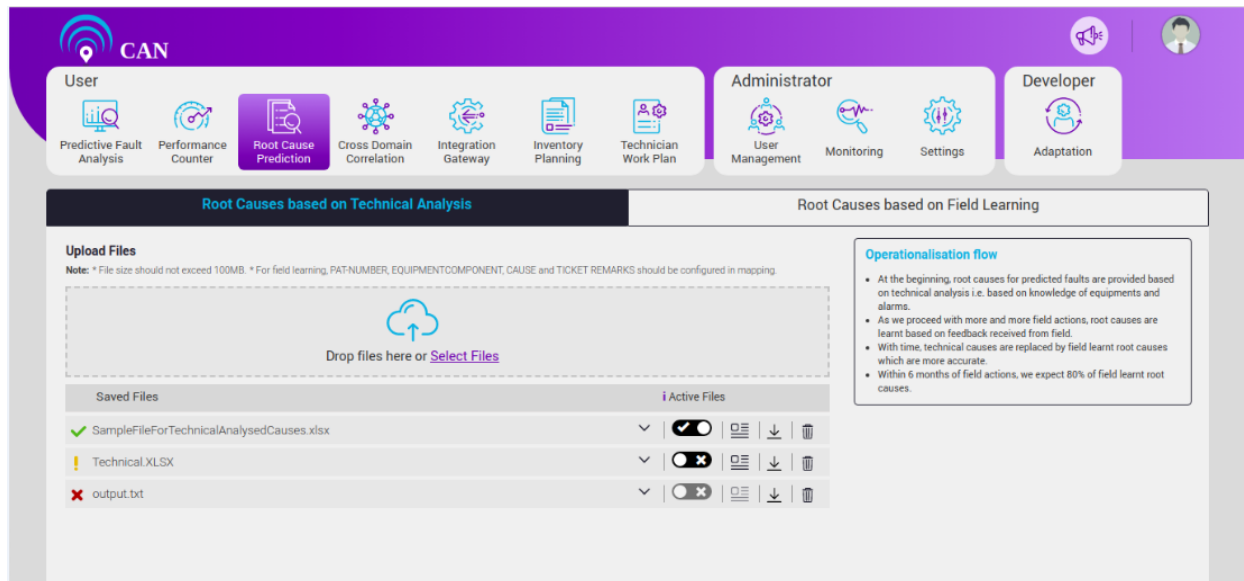 CAN
User
Administrator
Developer
Predictive Fault
Analysis
Performance
Counter
Root Cause
Prediction
Cross Domain
Correlation
Integration
Gateway
Inventory
Planning
Technician
Work Plan
User
Management
Monitoring
Settings
Adaptation
Root Causes based on Technical Analysis
Root Causes based on Field Learning
Upload Files
Note: * File size should not exceed 100MB. * For field learning, PAT-NUMBER, EQUIPMENTCOMPONENT, CAUSE and TICKET REMARKS should be configured in mapping.
Drop files here or Select Files
Saved Files
i Active Files
SampleFileForTechnicalAnalysedCauses.xlsx
Technical.XLSX
output.txt
Operationalisation flow
• At the beginning, root causes for predicted faults are provided based
on technical analysis i.e. based on knowledge of equipments and
alarms.
• As we proceed with more and more field actions, root causes are
learnt based on feedback received from field.
• With time, technical causes are replaced by field learnt root causes
which are more accurate.
• Within 6 months of field actions, we expect 80% of field learnt root
causes.